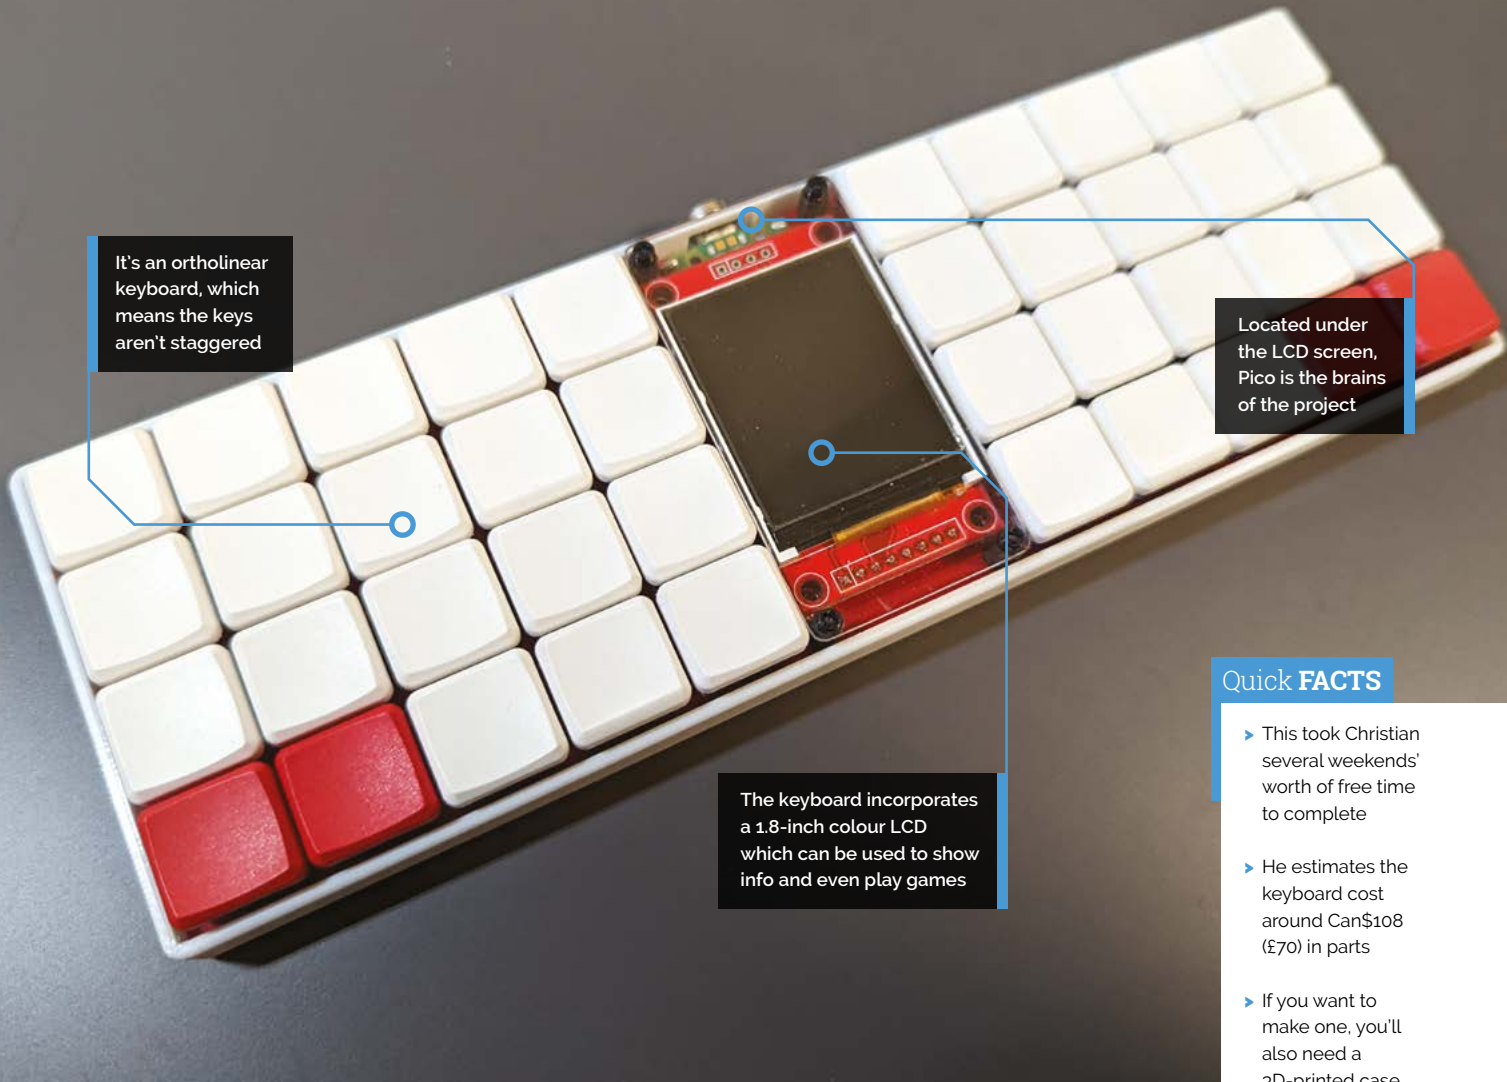 It's an ortholinear
keyboard, which
means the keys
aren't staggered
Located under
the LCD screen,
Pico is the brains
of the project
The keyboard incorporates
a 1.8-inch colour LCD
which can be used to show
info and even play games
Quick FACTS
> This took Christian
several weekends'
worth of free time
to complete
> He estimates the
keyboard cost
around Can$108
(£70) in parts
> If you want to
make one, you'll
also need a
3D-printed case